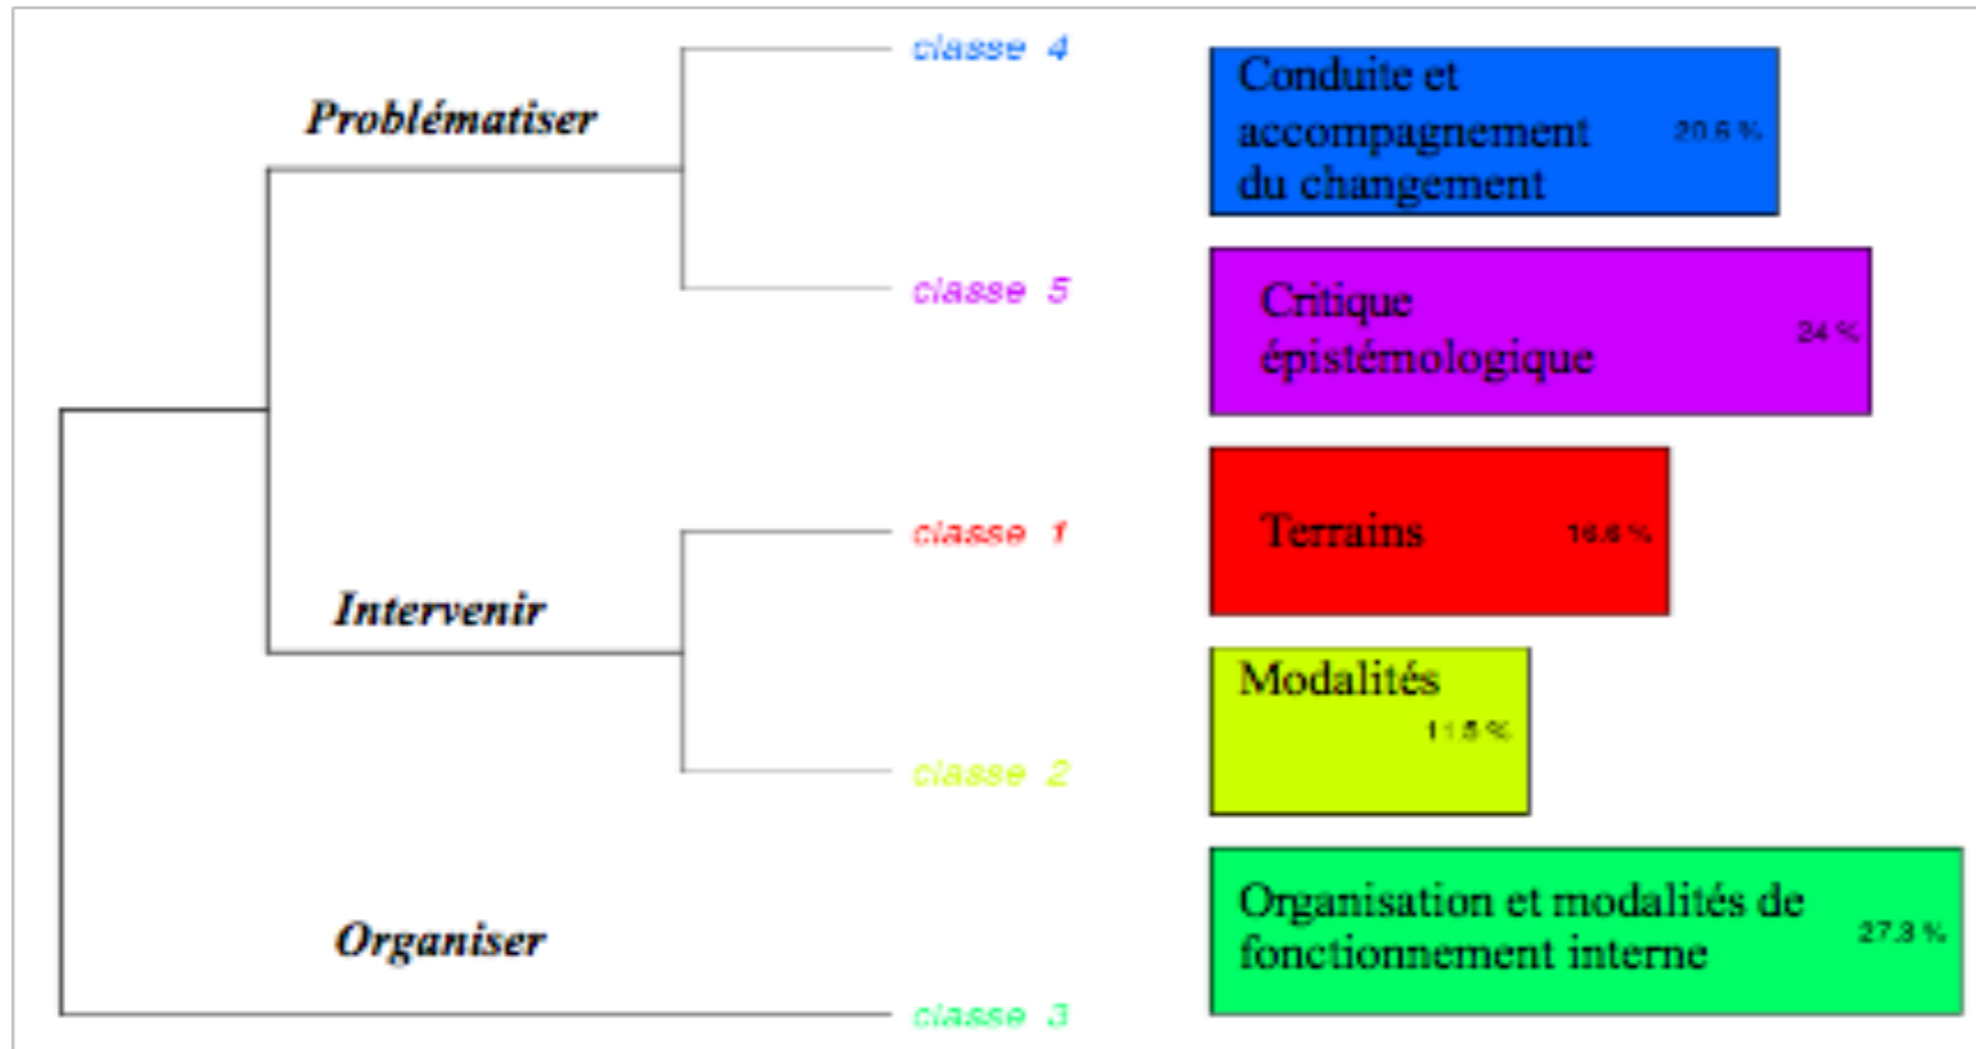 classe 4
Conduite et
accompagnement
du changement
20.6 %
Problématiser
classe 5
Critique
épistémologique
24 %
classe 1
Terrains
16.6 %
Intervenir
Modalités
11.5 %
classe 2
Organiser
Organisation et modalités de
fonctionnement interne
27.3 %
classe 3